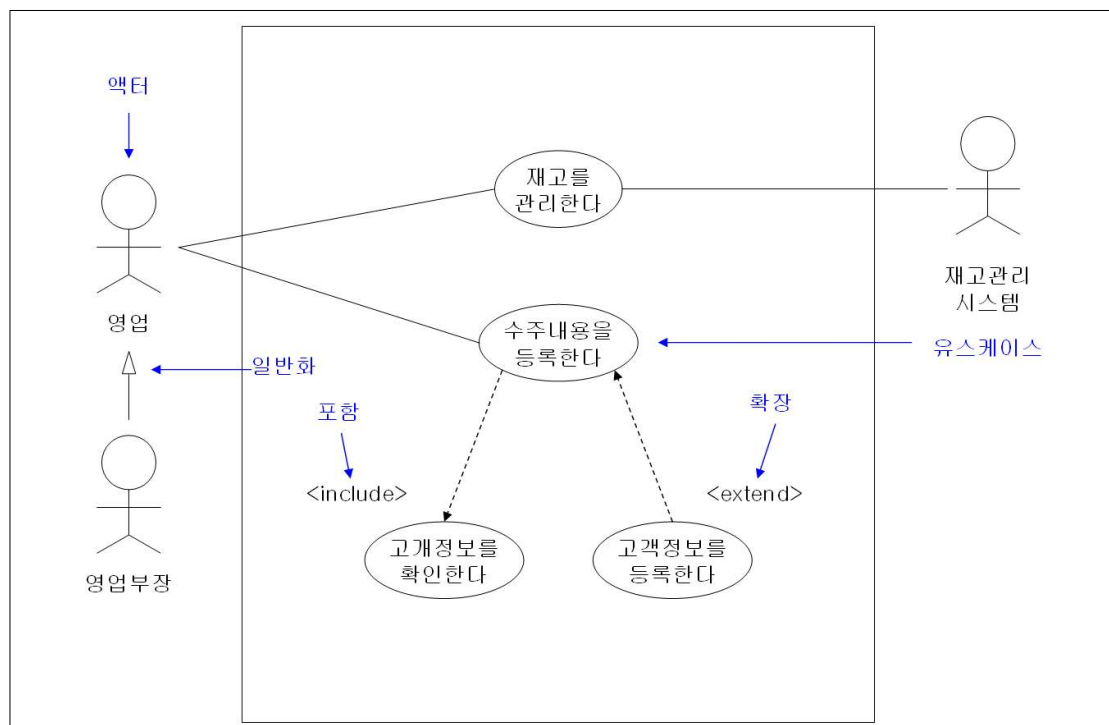 액터
재고를
관리한다
재고관리
시스템
영업
수주내용을
등록한다
유스케이스
일반화
포함
확장
<include>
<extend>
고개정보를
확인한다
고객정보를
등록한다
영업부장